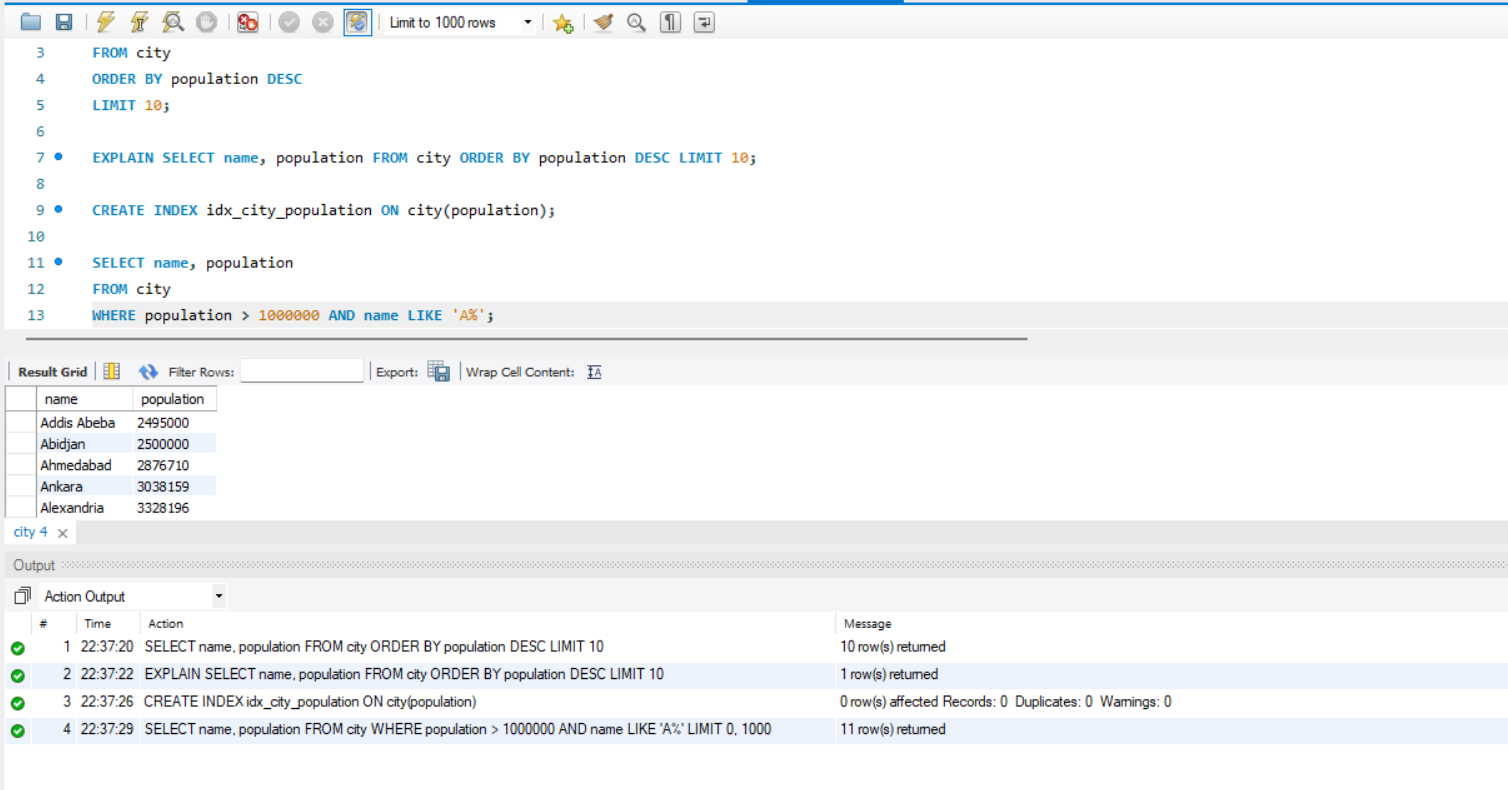 Limit to 1000 rows
3 FROM city
4 ORDER BY population DESC
5 LIMIT 10;
6
7 EXPLAIN SELECT name, population FROM city ORDER BY population DESC LIMIT 10;
8
9 CREATE INDEX idx_city_population ON city(population);
10
11 SELECT name, population
12 FROM city
13 WHERE population > 1000000 AND name LIKE 'A%';
Result Grid Filter Rows: Export: Wrap Cell Content: IA
name population
Addis Abeba 2495000
Abidjan 2500000
Ahmedabad 2876710
Ankara 3038159
Alexandria 3328196
city 4
Output
Action Output
# Time Action Message
1 22:37:20 SELECT name, population FROM city ORDER BY population DESC LIMIT 10 10 row(s) returned
2 22:37:22 EXPLAIN SELECT name, population FROM city ORDER BY population DESC LIMIT 10 1 row(s) returned
3 22:37:26 CREATE INDEX idx_city_population ON city(population) 0 row(s) affected Records: 0 Duplicates: 0 Warnings: 0
4 22:37:29 SELECT name, population FROM city WHERE population > 1000000 AND name LIKE 'A%' LIMIT 0, 1000 11 row(s) returned